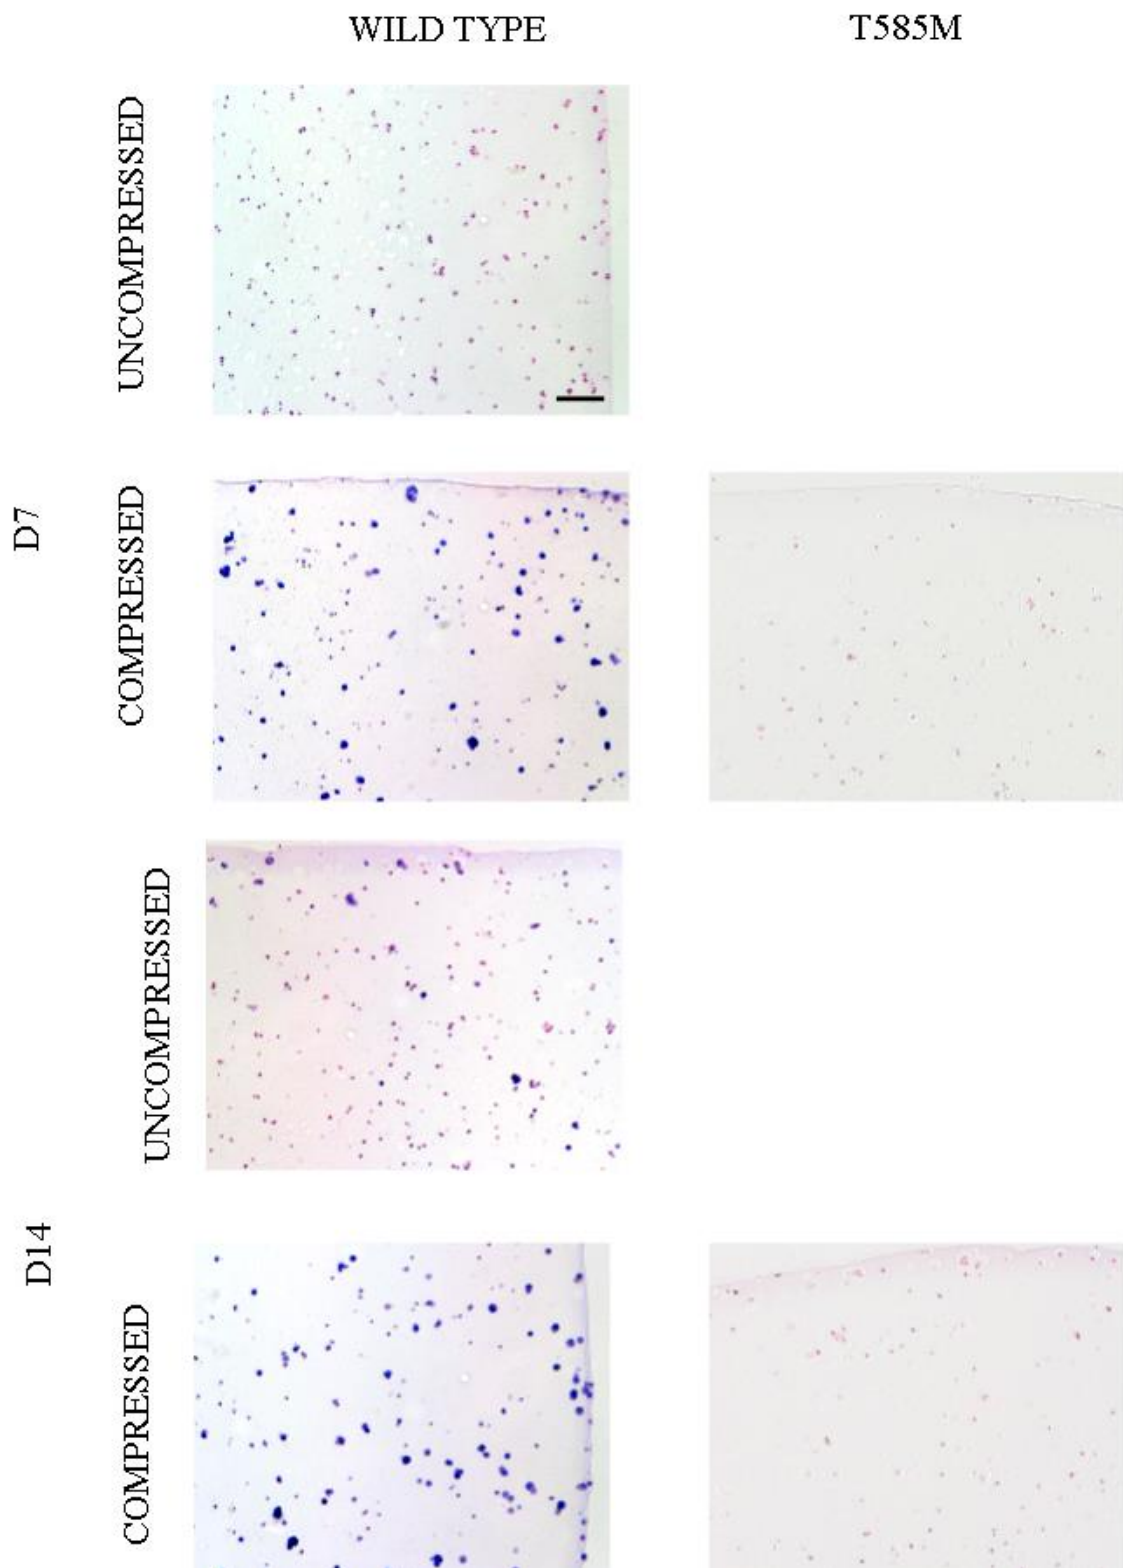 WILD TYPE
T585M
D7
UNCOMPRESSED
COMPRESSED
D14
UNCOMPRESSED
COMPRESSED